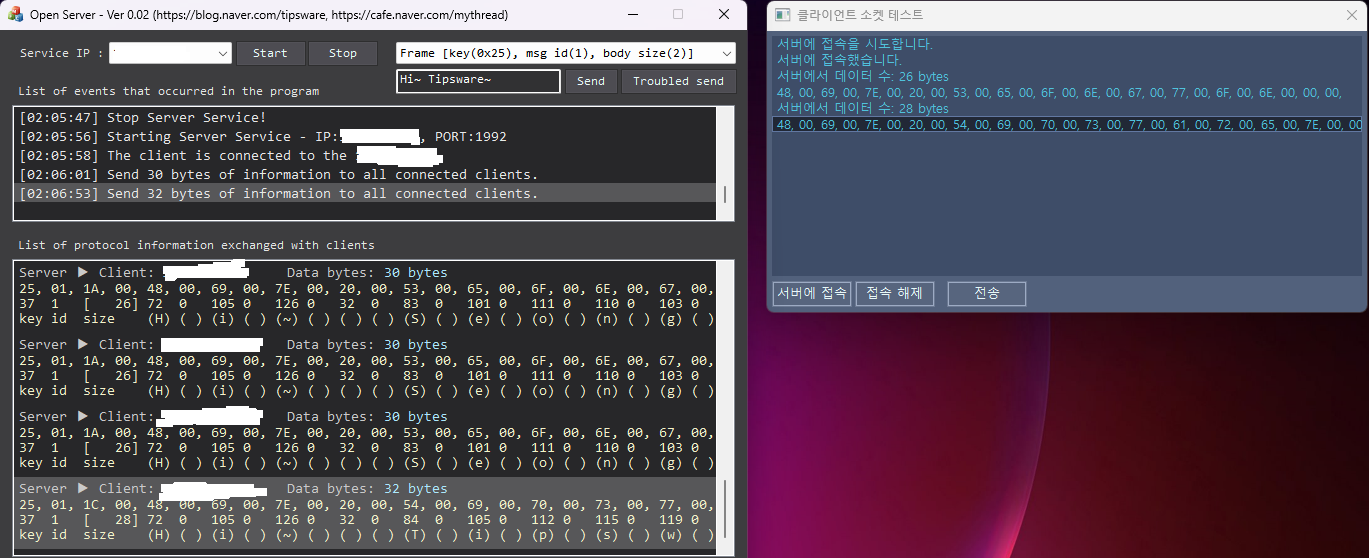 Open Server - Ver 0.02 (https://blog.naver.com/tipsware, https://cafe.naver.com/mythread)
Service IP :
Start
Stop
Frame [key(0x25), msg id(1), body size(2)]
Hi~ Tipsware~
Send
Troubled send
List of events that occurred in the program
[02:05:47] Stop Server Service!
[02:05:56] Starting Server Service - IP: , PORT:1992
[02:05:58] The client is connected to the
[02:06:01] Send 30 bytes of information to all connected clients.
[02:06:53] Send 32 bytes of information to all connected clients.
List of protocol information exchanged with clients
Server ▶ Client: Data bytes: 30 bytes
25, 01, 1A, 00, 48, 00, 69, 00, 7E, 00, 20, 00, 53, 00, 65, 00, 6F, 00, 6E, 00, 67, 00,
37 1 [ 26] 72 0 105 0 126 0 32 0 83 0 101 0 111 0 110 0 103 0
key id size (H) ( ) (i) ( ) (~) ( ) ( ) ( ) (S) ( ) (e) ( ) (o) ( ) (n) ( ) (g) ( )
Server ▶ Client: Data bytes: 30 bytes
25, 01, 1A, 00, 48, 00, 69, 00, 7E, 00, 20, 00, 53, 00, 65, 00, 6F, 00, 6E, 00, 67, 00,
37 1 [ 26] 72 0 105 0 126 0 32 0 83 0 101 0 111 0 110 0 103 0
key id size (H) ( ) (i) ( ) (~) ( ) ( ) ( ) (S) ( ) (e) ( ) (o) ( ) (n) ( ) (g) ( )
Server ▶ Client: Data bytes: 30 bytes
25, 01, 1A, 00, 48, 00, 69, 00, 7E, 00, 20, 00, 53, 00, 65, 00, 6F, 00, 6E, 00, 67, 00,
37 1 [ 26] 72 0 105 0 126 0 32 0 83 0 101 0 111 0 110 0 103 0
key id size (H) ( ) (i) ( ) (~) ( ) ( ) ( ) (S) ( ) (e) ( ) (o) ( ) (n) ( ) (g) ( )
Server ▶ Client: Data bytes: 32 bytes
25, 01, 1C, 00, 48, 00, 69, 00, 7E, 00, 20, 00, 54, 00, 69, 00, 70, 00, 73, 00, 77, 00,
37 1 [ 28] 72 0 105 0 126 0 32 0 84 0 105 0 112 0 115 0 119 0
key id size (H) ( ) (i) ( ) (~) ( ) ( ) ( ) (T) ( ) (i) ( ) (p) ( ) (s) ( ) (w) ( )
클라이언트 소켓 테스트
서버에 접속을 시도합니다.
서버에 접속했습니다.
서버에서 데이터 수: 26 bytes
48, 00, 69, 00, 7E, 00, 20, 00, 53, 00, 65, 00, 6F, 00, 6E, 00, 67, 00, 77, 00, 6F, 00, 6E, 00, 00, 00,
서버에서 데이터 수: 28 bytes
48, 00, 69, 00, 7E, 00, 20, 00, 54, 00, 69, 00, 70, 00, 73, 00, 77, 00, 61, 00, 72, 00, 65, 00, 7E, 00, 00
서버에 접속
접속 해제
전송